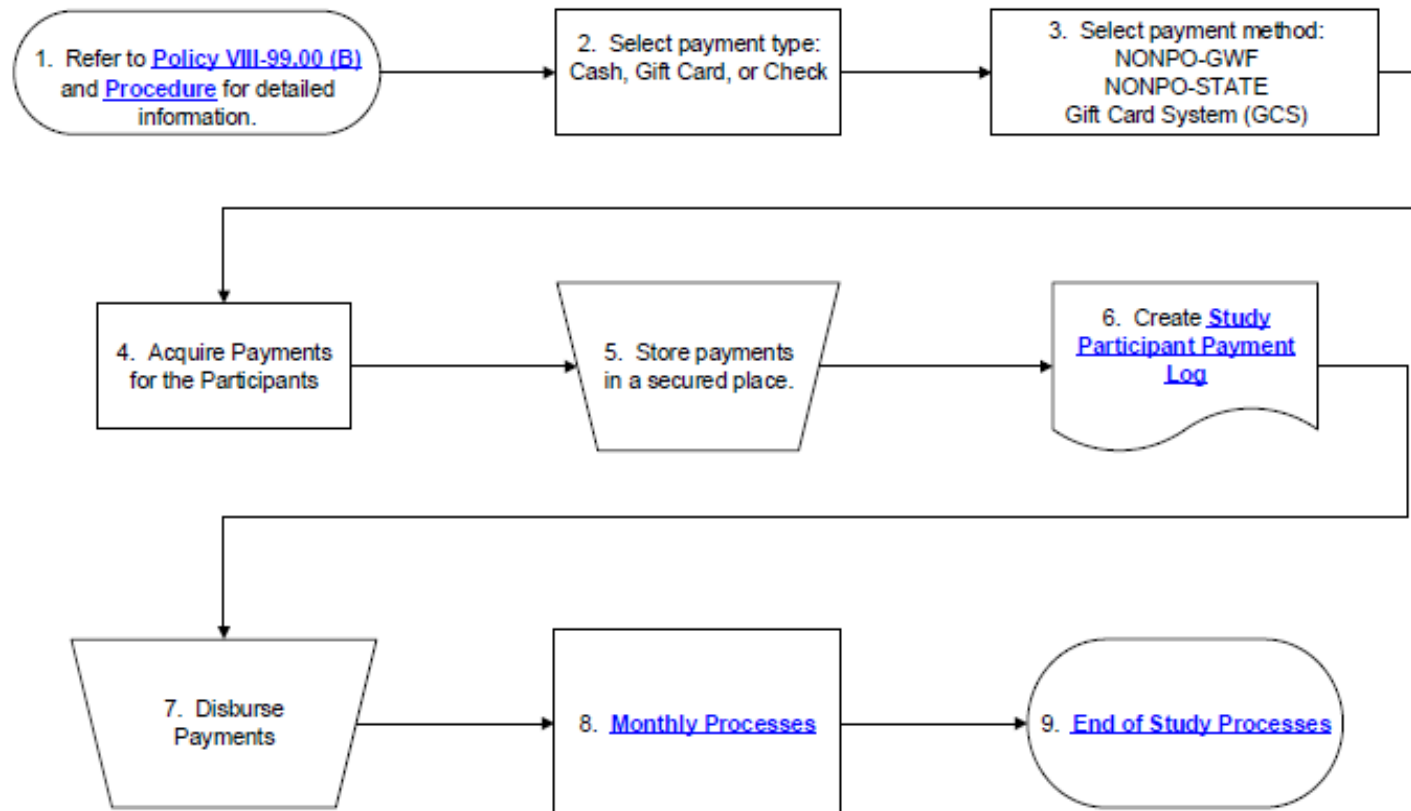 1. Refer to Policy VIII-99.00 (B)
and Procedure for detailed
information.
2. Select payment type:
Cash, Gift Card, or Check
3. Select payment method:
NONPO-GWF
NONPO-STATE
Gift Card System (GCS)
4. Acquire Payments
for the Participants
5. Store payments
in a secured place.
6. Create Study
Participant Payment
Log
7. Disburse
Payments
8. Monthly Processes
9. End of Study Processes